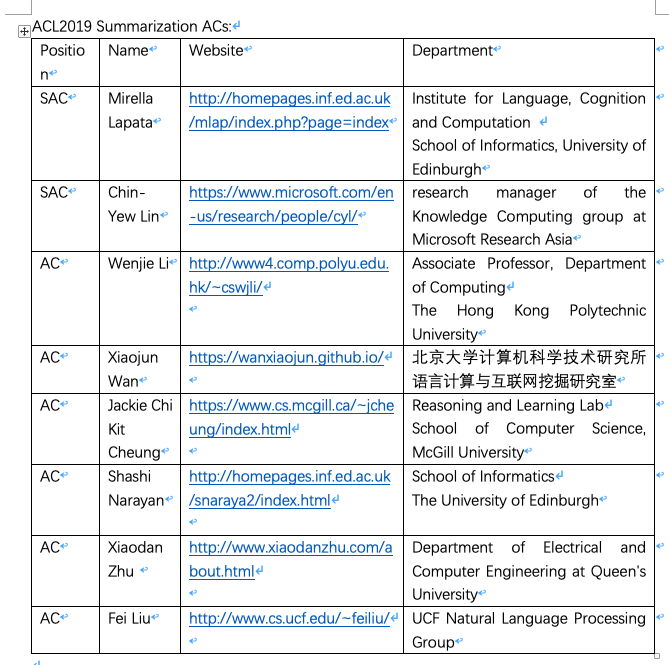 ACL2019 Summarization ACs:
Positio
n
Name
Website
Department
SAC
Mirella
Lapata
http://homepages.inf.ed.ac.uk
/mlap/index.php?page=index
Institute for Language, Cognition
and Computation
School of Informatics, University of
Edinburgh
SAC
Chin-
Yew Lin
https://www.microsoft.com/en
-us/research/people/cyl/
research manager of the
Knowledge Computing group at
Microsoft Research Asia
AC
Wenjie Li
http://www4.comp.polyu.edu.
hk/~cswjli/
Associate Professor, Department
of Computing
The Hong Kong Polytechnic
University
AC
Xiaojun
Wan
https://wanxiaojun.github.io/
北京大学计算机科学技术研究所
语言计算与互联网挖掘研究室
AC
Jackie Chi
Kit
Cheung
https://www.cs.mcgill.ca/~jche
ung/index.html
Reasoning and Learning Lab
School of Computer Science,
McGill University
AC
Shashi
Narayan
http://homepages.inf.ed.ac.uk
/snaraya2/index.html
School of Informatics
The University of Edinburgh
AC
Xiaodan
Zhu
http://www.xiaodanzhu.com/a
bout.html
Department of Electrical and
Computer Engineering at Queen's
University
AC
Fei Liu
http://www.cs.ucf.edu/~feiliu/
UCF Natural Language Processing
Group